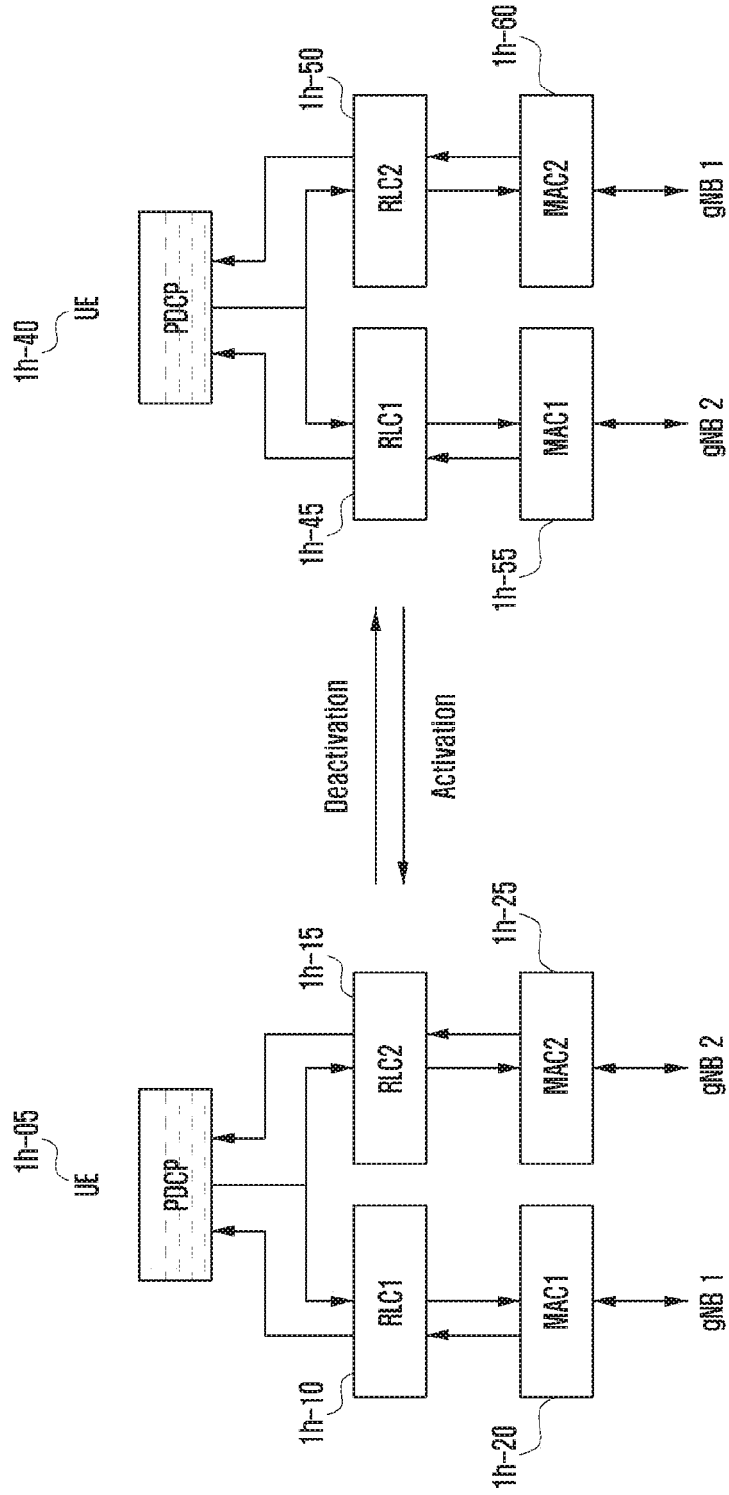 1h-05
UE
PDCP
1h-10
RLC1
1h-15
RLC2
1h-20
MAC1
1h-25
MAC2
gNB 1
gNB 2
Deactivation
Activation
1h-40
UE
PDCP
1h-45
RLC1
1h-50
RLC2
1h-55
MAC1
1h-60
MAC2
gNB 2
gNB 1